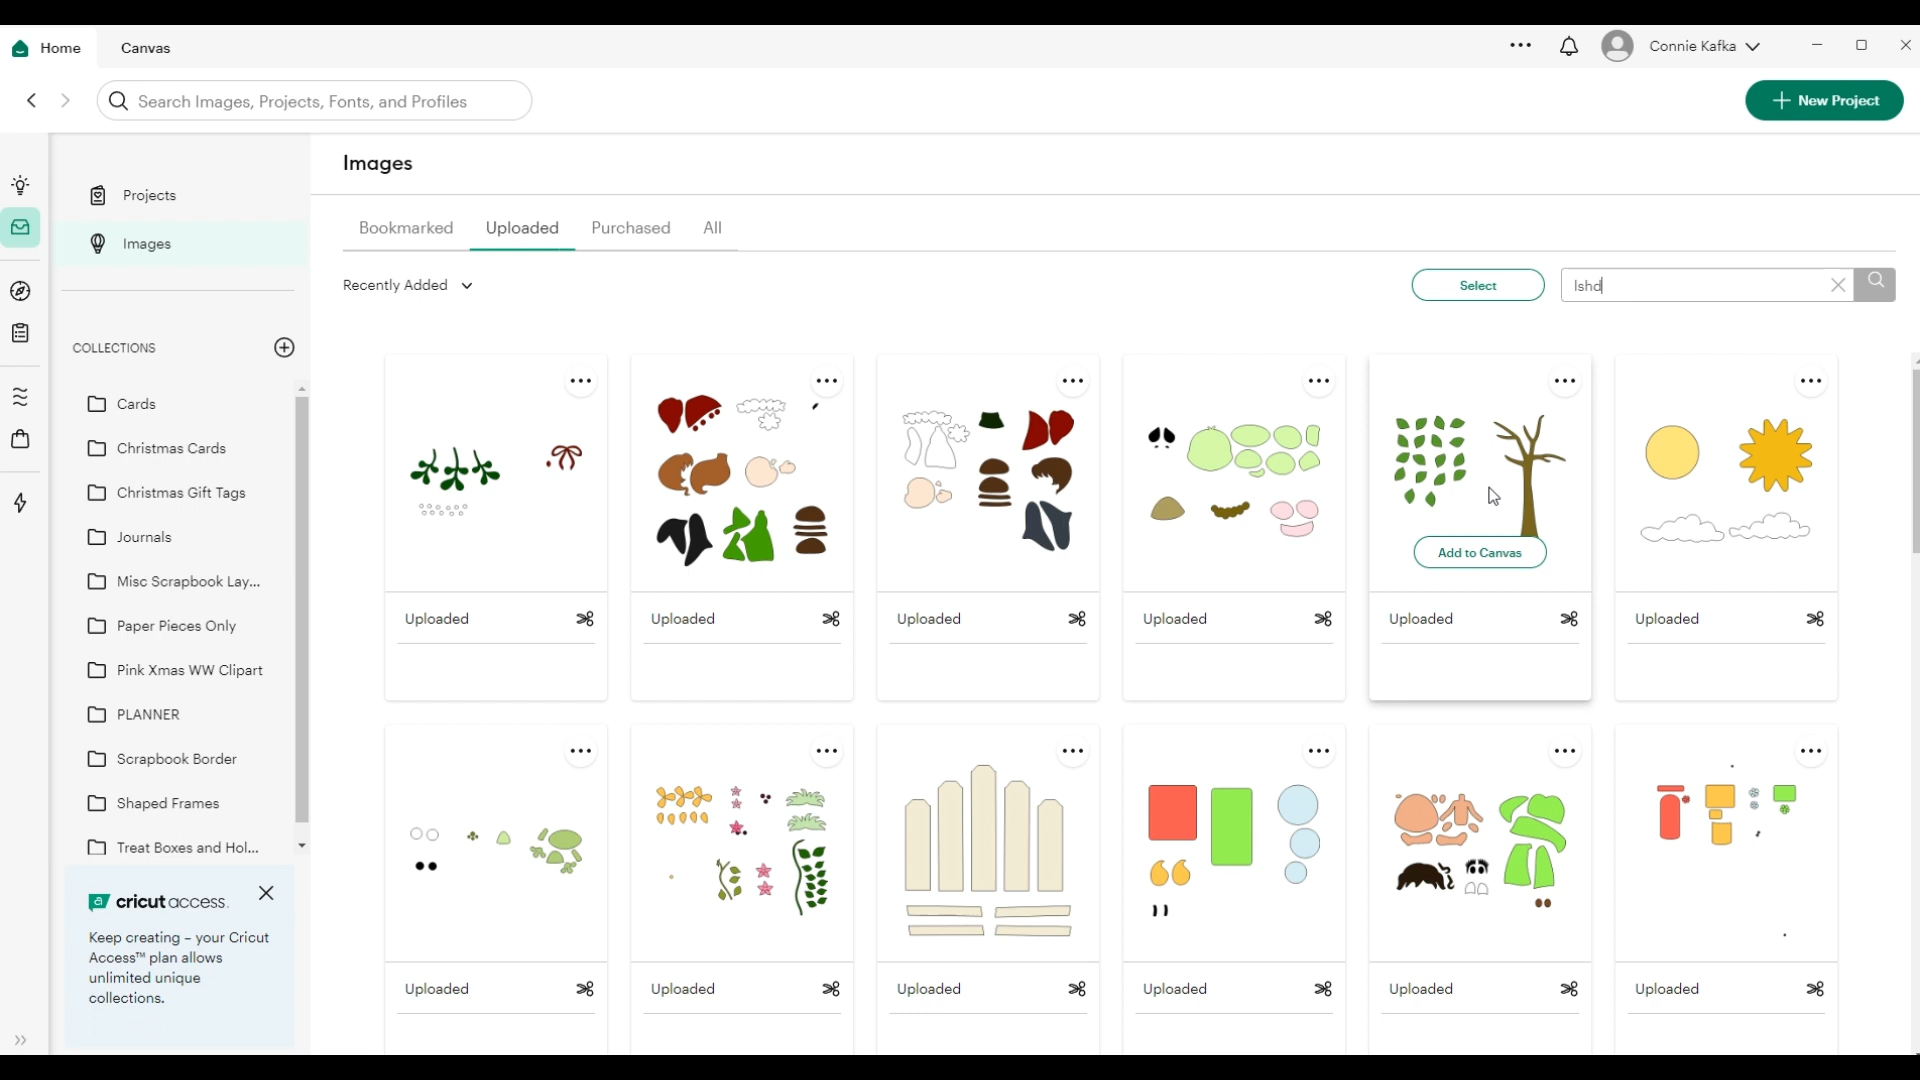 Home
Canvas
Connie Kafka
Search Images, Projects, Fonts, and Profiles
New Project
Projects
Images
COLLECTIONS
Cards
Christmas Cards
Christmas Gift Tags
Journals
Misc Scrapbook Lay...
Paper Pieces Only
Pink Xmas WW Clipart
PLANNER
Scrapbook Border
Shaped Frames
Treat Boxes and Hol...
cricut access.
Keep creating – your Cricut
Access™ plan allows
unlimited unique
collections.
Images
Bookmarked Uploaded Purchased All
Recently Added
Select
lshd
Add to Canvas
Uploaded Uploaded Uploaded Uploaded Uploaded Uploaded
Uploaded Uploaded Uploaded Uploaded Uploaded Uploaded